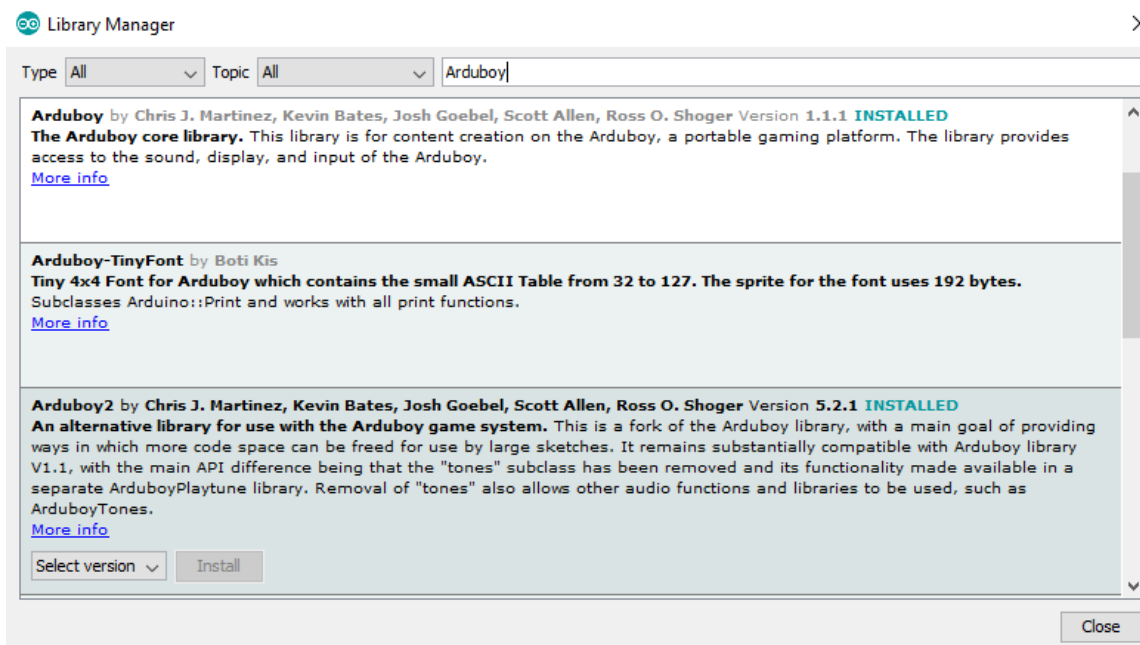 Library Manager
Type All Topic All Arduboy
Arduboy by Chris J. Martinez, Kevin Bates, Josh Goebel, Scott Allen, Ross O. Shoger Version 1.1.1 INSTALLED
The Arduboy core library. This library is for content creation on the Arduboy, a portable gaming platform. The library provides
access to the sound, display, and input of the Arduboy.
More info
Arduboy-TinyFont by Boti Kis
Tiny 4x4 Font for Arduboy which contains the small ASCII Table from 32 to 127. The sprite for the font uses 192 bytes.
Subclasses Arduino::Print and works with all print functions.
More info
Arduboy2 by Chris J. Martinez, Kevin Bates, Josh Goebel, Scott Allen, Ross O. Shoger Version 5.2.1 INSTALLED
An alternative library for use with the Arduboy game system. This is a fork of the Arduboy library, with a main goal of providing
ways in which more code space can be freed for use by large sketches. It remains substantially compatible with Arduboy library
V1.1, with the main API difference being that the "tones" subclass has been removed and its functionality made available in a
separate ArduboyPlaytune library. Removal of "tones" also allows other audio functions and libraries to be used, such as
ArduboyTones.
More info
Select version Install
Close